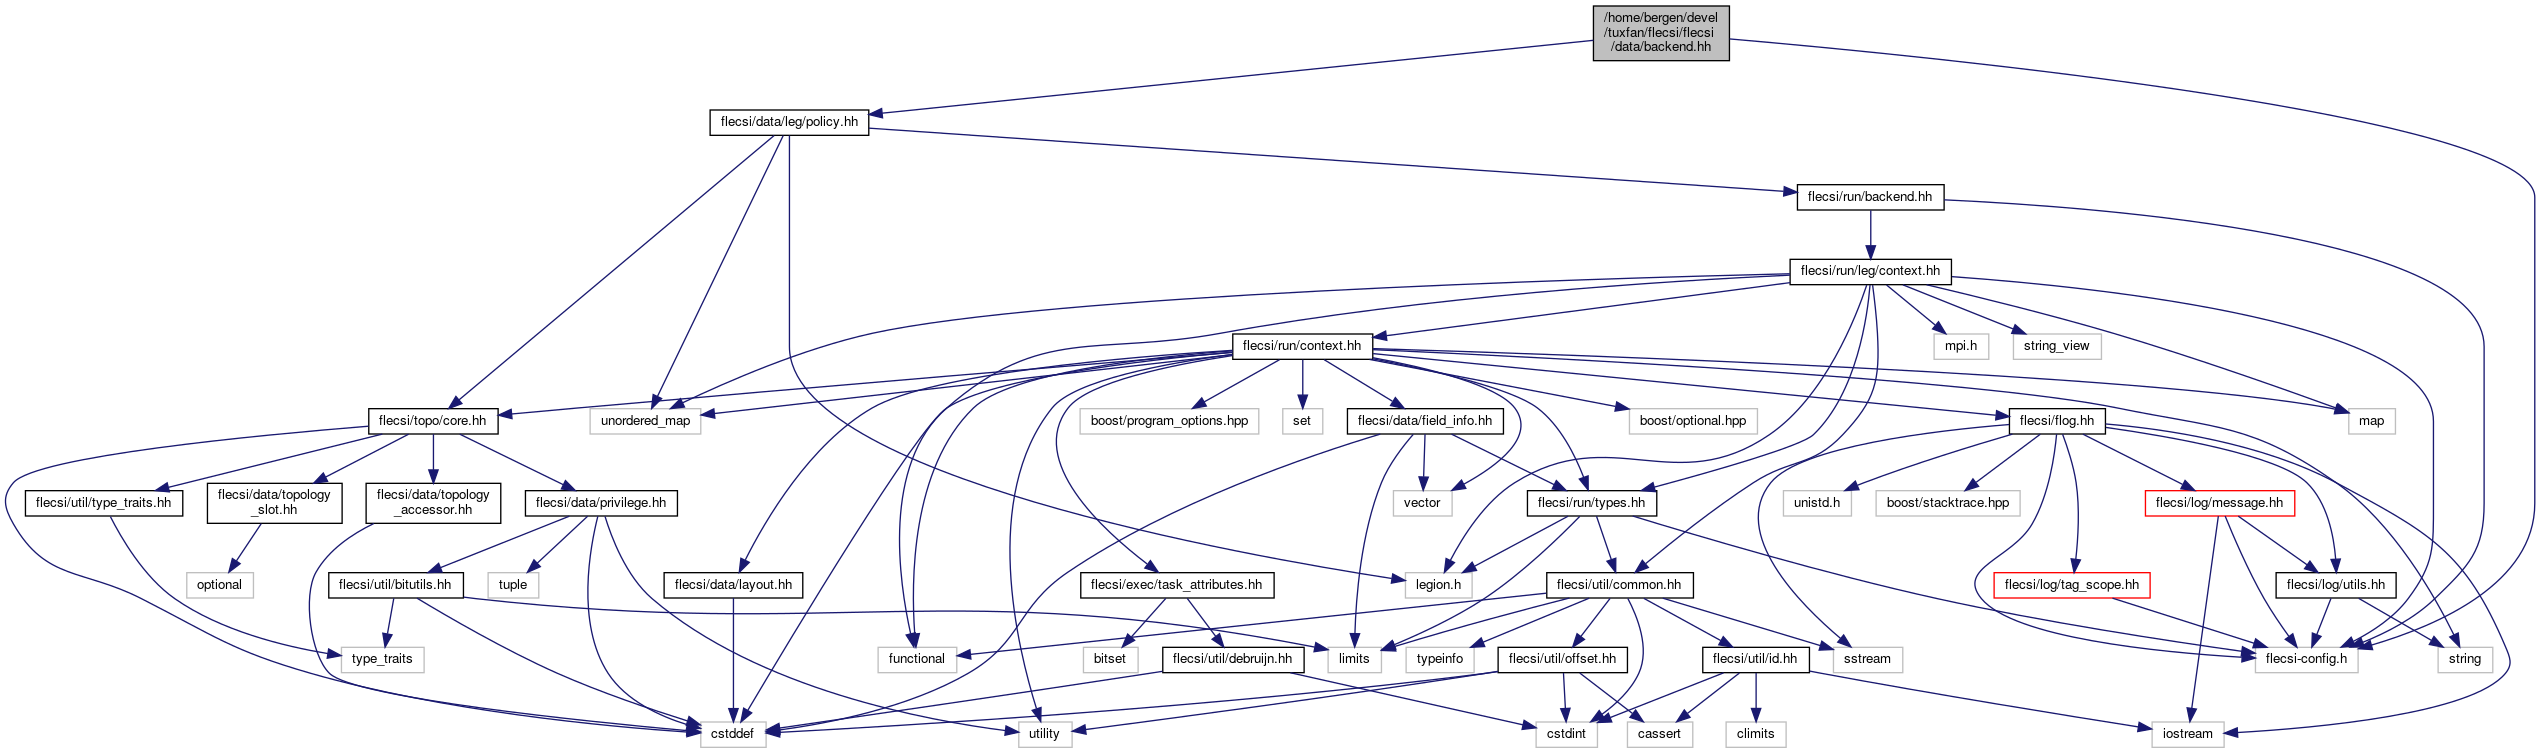 /home/bergen/devel
/tuxfan/flecsi/flecsi
/data/backend.hh
flecsi/data/leg/policy.hh
flecsi/run/backend.hh
flecsi/run/leg/context.hh
flecsi/run/context.hh
mpi.h
string_view
flecsi/topo/core.hh
unordered_map
boost/program_options.hpp
set
flecsi/data/field_info.hh
boost/optional.hpp
flecsi/flog.hh
map
flecsi/util/type_traits.hh
flecsi/data/topology
_slot.hh
flecsi/data/topology
_accessor.hh
flecsi/data/privilege.hh
vector
flecsi/run/types.hh
unistd.h
boost/stacktrace.hpp
flecsi/log/message.hh
optional
flecsi/util/bitutils.hh
tuple
flecsi/data/layout.hh
flecsi/exec/task_attributes.hh
legion.h
flecsi/util/common.hh
flecsi/log/tag_scope.hh
flecsi/log/utils.hh
type_traits
functional
bitset
flecsi/util/debruijn.hh
limits
typeinfo
flecsi/util/offset.hh
flecsi/util/id.hh
sstream
flecsi-config.h
string
cstddef
utility
cstdint
cassert
climits
iostream